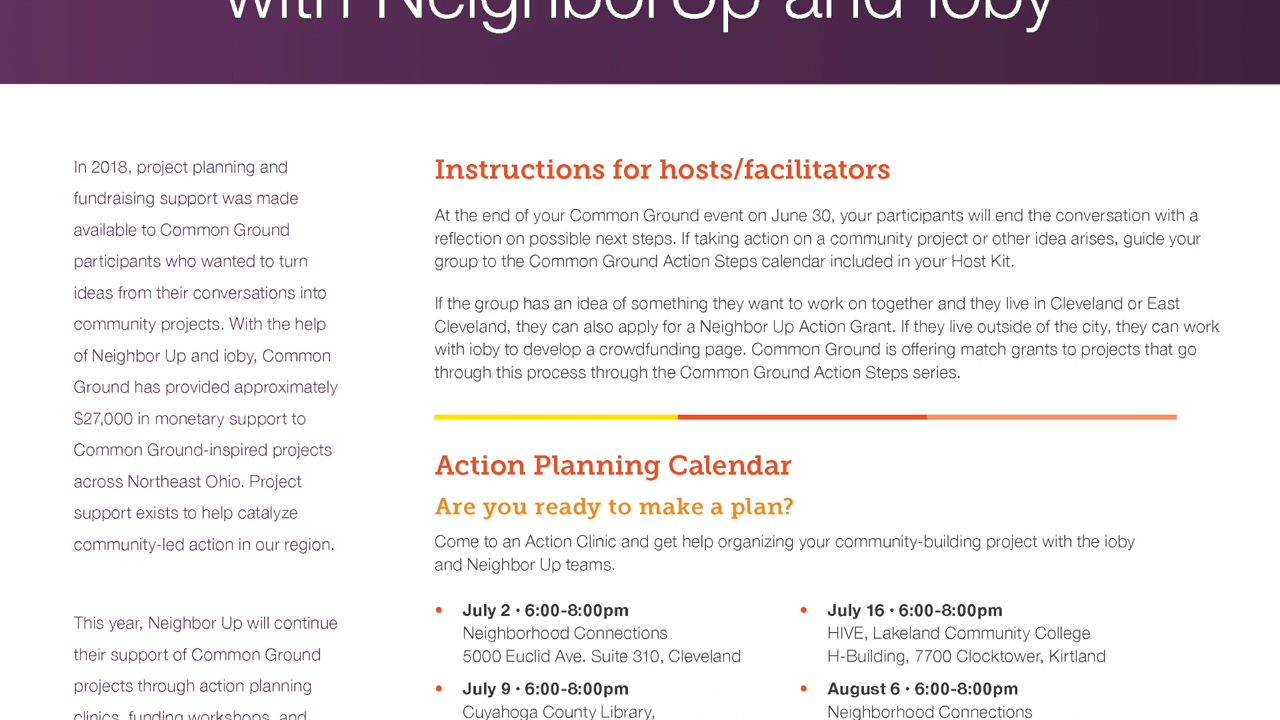 with NeighborUp and ioby
In 2018, project planning and
fundraising support was made
available to Common Ground
participants who wanted to turn
ideas from their conversations into
community projects. With the help
of Neighbor Up and ioby, Common
Ground has provided approximately
$27,000 in monetary support to
Common Ground-inspired projects
across Northeast Ohio. Project
support exists to help catalyze
community-led action in our region.
This year, Neighbor Up will continue
their support of Common Ground
projects through action planning
clinics, funding workshops, and
Instructions for hosts/facilitators
At the end of your Common Ground event on June 30, your participants will end the conversation with a
reflection on possible next steps. If taking action on a community project or other idea arises, guide your
group to the Common Ground Action Steps calendar included in your Host Kit.
If the group has an idea of something they want to work on together and they live in Cleveland or East
Cleveland, they can also apply for a Neighbor Up Action Grant. If they live outside of the city, they can work
with ioby to develop a crowdfunding page. Common Ground is offering match grants to projects that go
through this process through the Common Ground Action Steps series.
Action Planning Calendar
Are you ready to make a plan?
Come to an Action Clinic and get help organizing your community-building project with the ioby
and Neighbor Up teams.
• July 2 • 6:00-8:00pm
Neighborhood Connections
5000 Euclid Ave. Suite 310, Cleveland
• July 9 • 6:00-8:00pm
Cuyahoga County Library,
• July 16 • 6:00-8:00pm
HIVE, Lakeland Community College
H-Building, 7700 Clocktower, Kirtland
• August 6 • 6:00-8:00pm
Neighborhood Connections